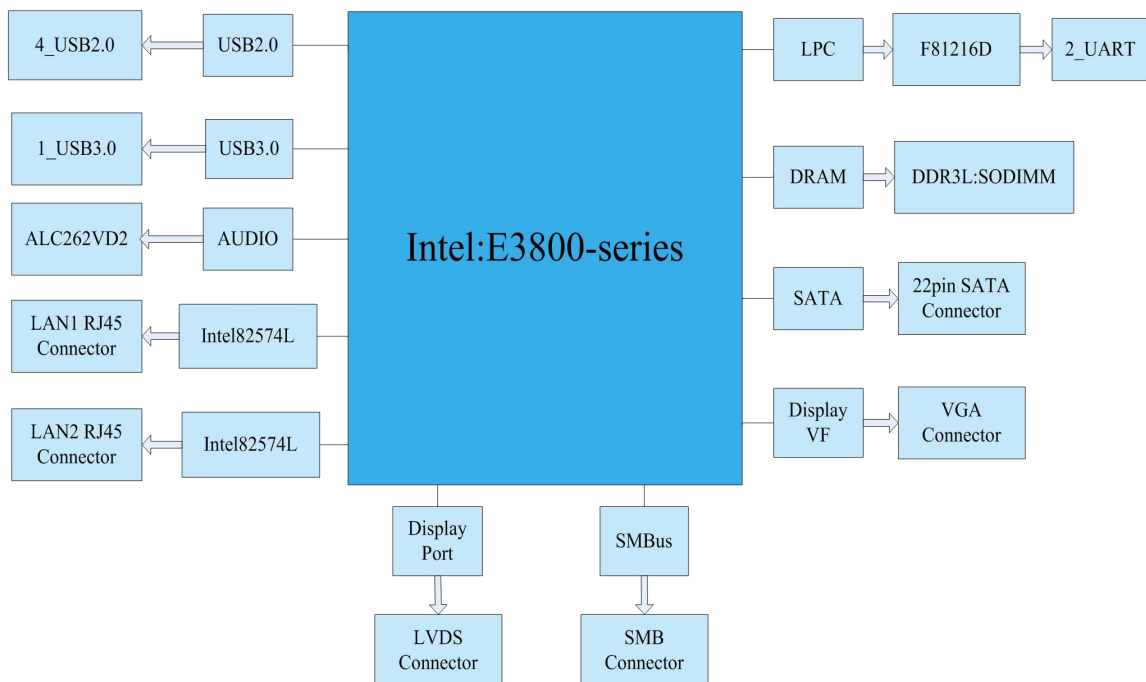 4_USB2.0
USB2.0
LPC
F81216D
2_UART
1_USB3.0
USB3.0
DRAM
DDR3L:SODIMM
ALC262VD2
AUDIO
Intel:E3800-series
SATA
22pin SATA
Connector
LAN1 RJ45
Connector
Intel82574L
LAN2 RJ45
Connector
Intel82574L
Display
VF
VGA
Connector
Display
Port
SMBus
LVDS
Connector
SMB
Connector